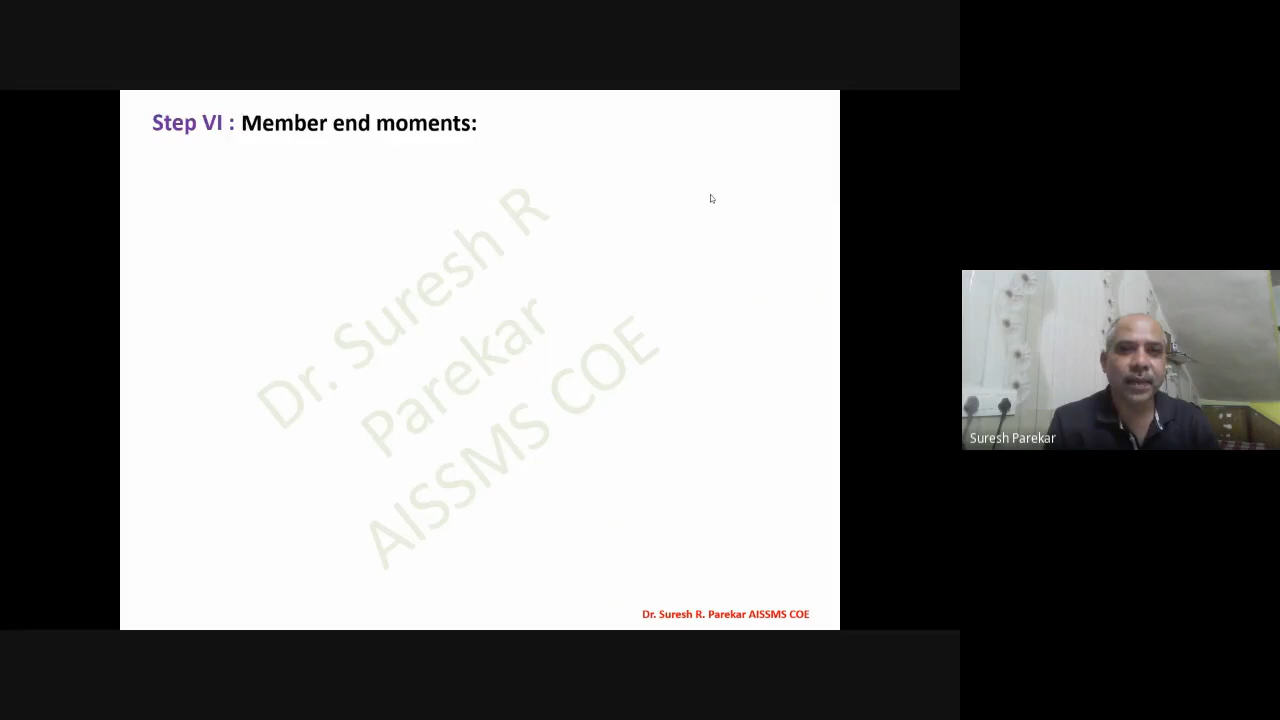 Step VI : Member end moments:
Dr. Suresh R
Parekar
AISSMS COE
Dr. Suresh R. Parekar AISSMS COE
Suresh Parekar